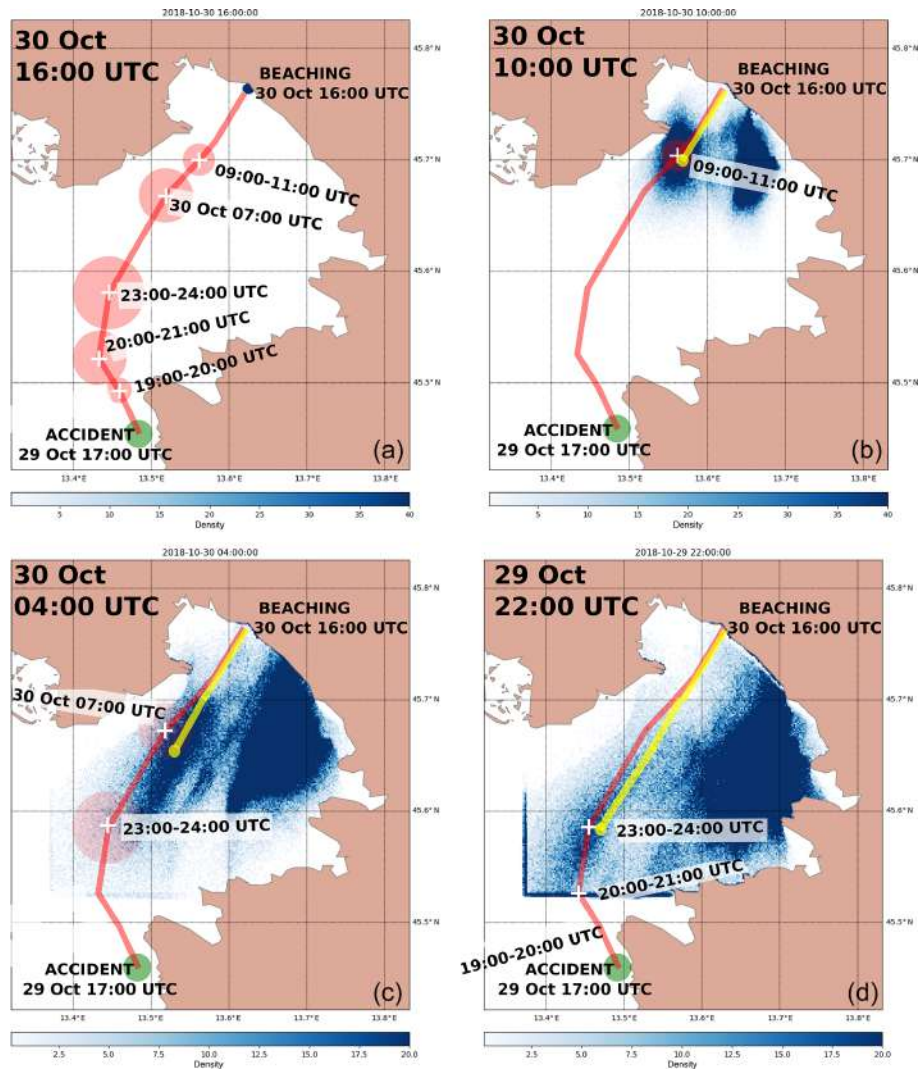 2018-10-30 16:00:00
30 Oct
16:00 UTC
BEACHING
30 Oct 16:00 UTC
09:00-11:00 UTC
30 Oct 07:00 UTC
23:00-24:00 UTC
20:00-21:00 UTC
19:00-20:00 UTC
ACCIDENT
29 Oct 17:00 UTC
(a)
45.8°N
45.7°N
45.6°N
45.5°N
13.4°E 13.5°E 13.6°E 13.7°E 13.8°E
5 10 15 20 25 30 35 40
Density
2018-10-30 10:00:00
30 Oct
10:00 UTC
BEACHING
30 Oct 16:00 UTC
09:00-11:00 UTC
ACCIDENT
29 Oct 17:00 UTC
(b)
45.8°N
45.7°N
45.6°N
45.5°N
13.4°E 13.5°E 13.6°E 13.7°E 13.8°E
5 10 15 20 25 30 35 40
Density
2018-10-30 04:00:00
30 Oct
04:00 UTC
BEACHING
30 Oct 16:00 UTC
30 Oct 07:00 UTC
23:00-24:00 UTC
ACCIDENT
29 Oct 17:00 UTC
(c)
45.8°N
45.7°N
45.6°N
45.5°N
13.4°E 13.5°E 13.6°E 13.7°E 13.8°E
2.5 5.0 7.5 10.0 12.5 15.0 17.5 20.0
Density
2018-10-29 22:00:00
29 Oct
22:00 UTC
BEACHING
30 Oct 16:00 UTC
23:00-24:00 UTC
20:00-21:00 UTC
19:00-20:00 UTC
ACCIDENT
29 Oct 17:00 UTC
(d)
45.8°N
45.7°N
45.6°N
45.5°N
13.4°E 13.5°E 13.6°E 13.7°E 13.8°E
2.5 5.0 7.5 10.0 12.5 15.0 17.5 20.0
Density